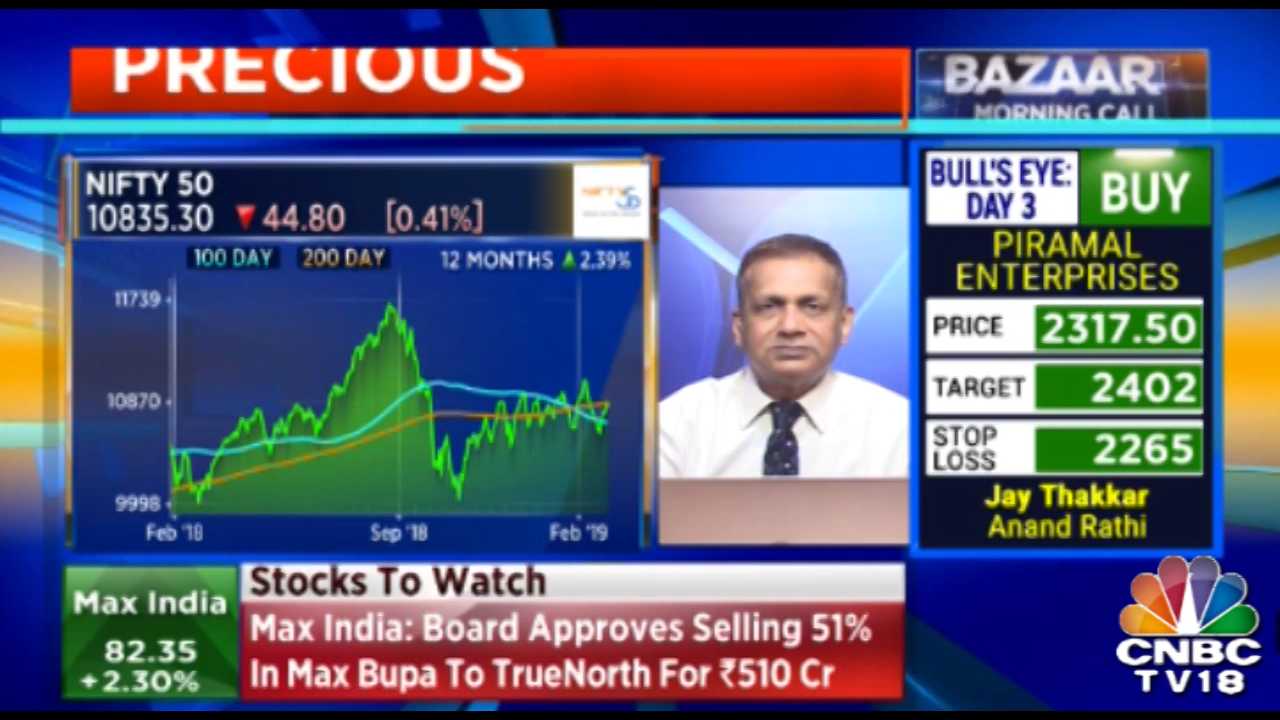 PRECIOUS
BAZAAR
MORNING CALL
NIFTY 50
10835.30 ▼44.80 [0.41%]
100 DAY 200 DAY 12 MONTHS ▲2.39%
11739
10870
9998
Feb '18 Sep '18 Feb '19
BULL'S EYE:
DAY 3
BUY
PIRAMAL
ENTERPRISES
PRICE 2317.50
TARGET 2402
STOP
LOSS
2265
Jay Thakkar
Anand Rathi
Max India
82.35
+2.30%
Stocks To Watch
Max India: Board Approves Selling 51%
In Max Bupa To TrueNorth For ₹510 Cr
CNBC
TV18